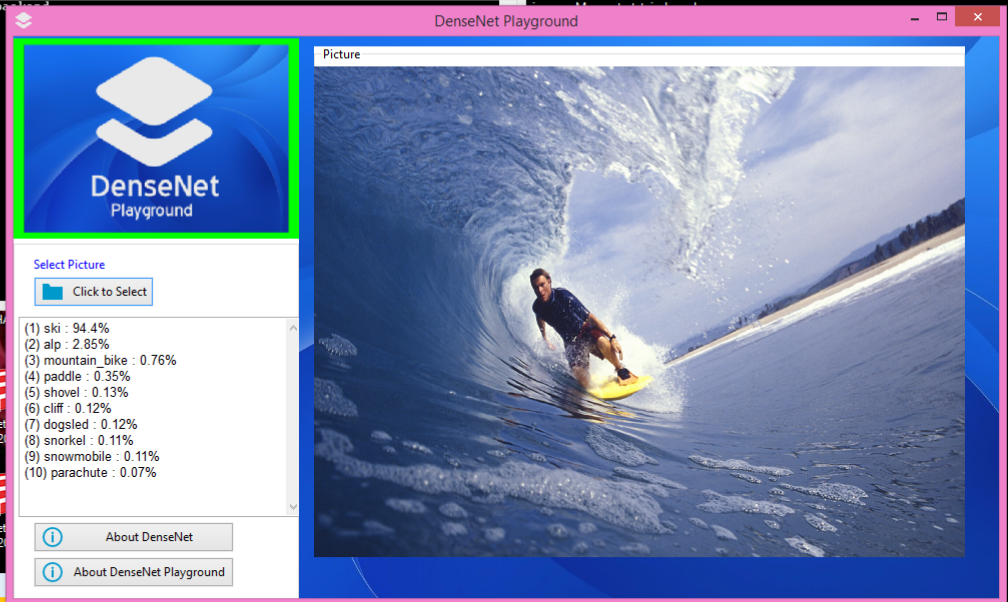 DenseNet Playground
DenseNet
Playground
Select Picture
Click to Select
(1) ski : 94.4%
(2) alp : 2.85%
(3) mountain_bike : 0.76%
(4) paddle : 0.35%
(5) shovel : 0.13%
(6) cliff : 0.12%
(7) dogsled : 0.12%
(8) snorkel : 0.11%
(9) snowmobile : 0.11%
(10) parachute : 0.07%
About DenseNet
About DenseNet Playground
Picture